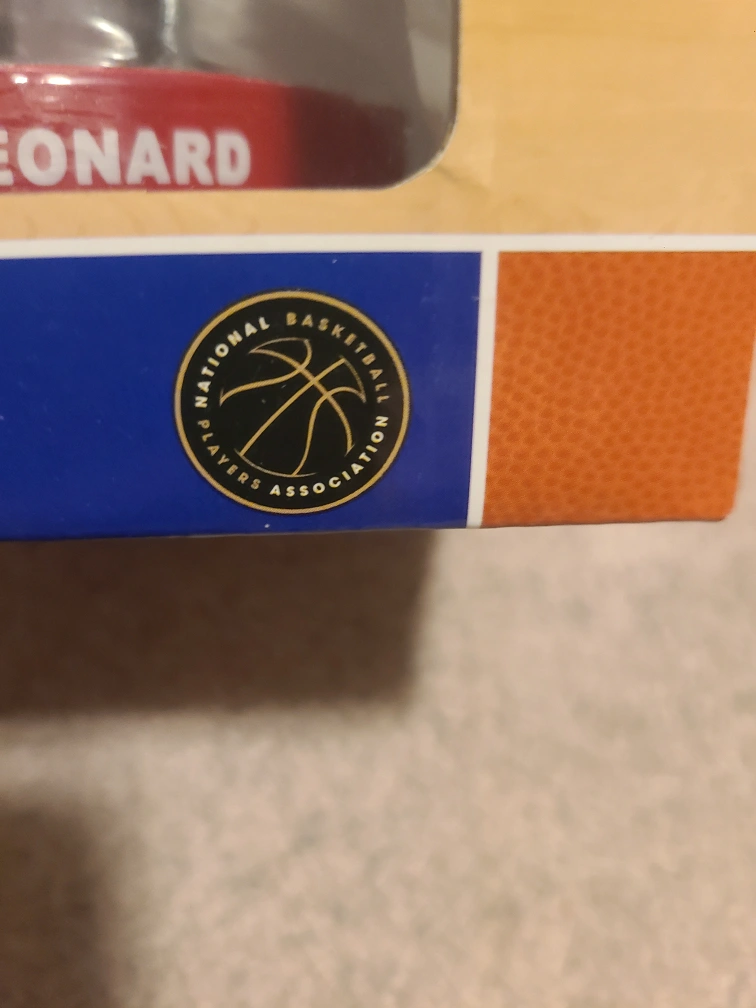 EONARD
NATIONAL BASKETBALL
PLAYERS ASSOCIATION